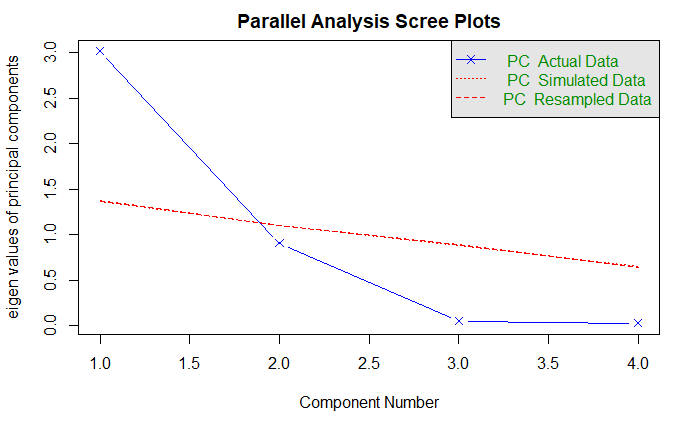 Parallel Analysis Scree Plots
PC Actual Data
PC Simulated Data
PC Resampled Data
eigen values of principal components
3.0
2.5
2.0
1.5
1.0
0.5
0.0
1.0 1.5 2.0 2.5 3.0 3.5 4.0
Component Number